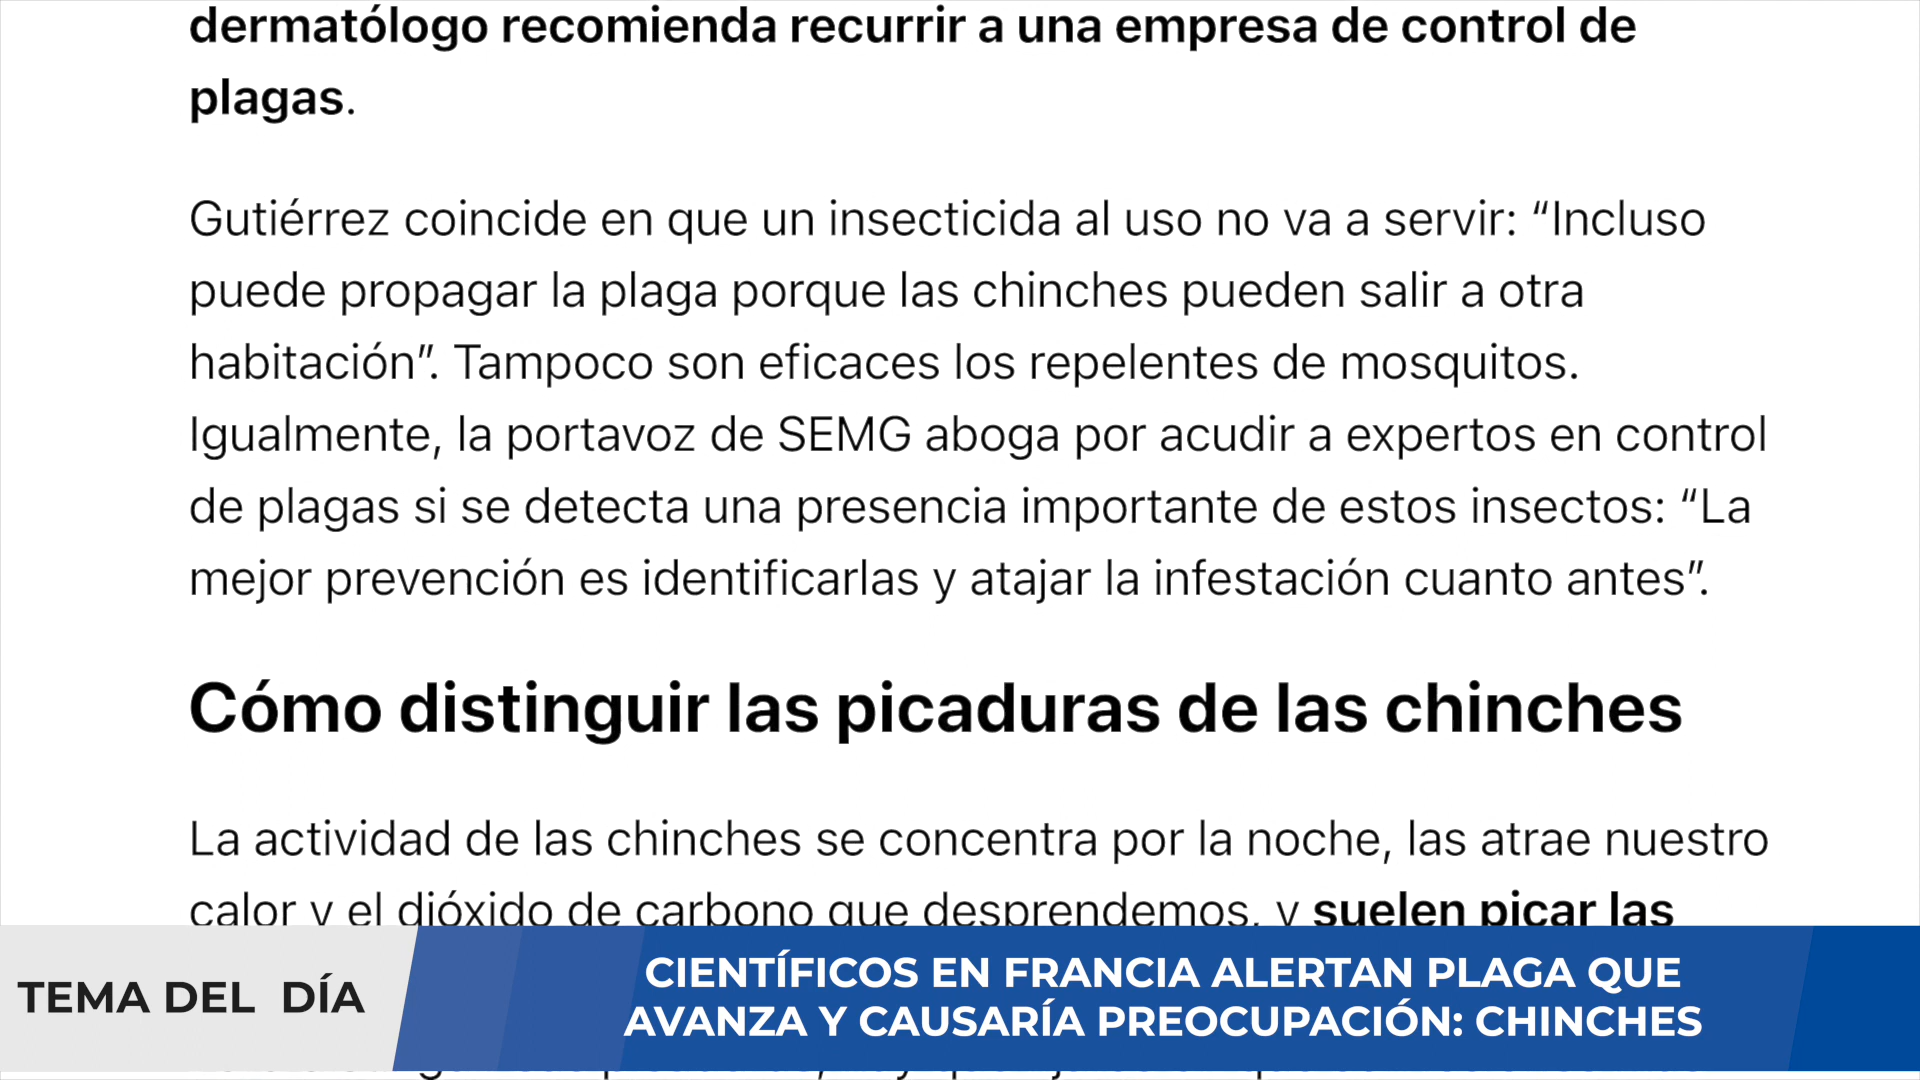 dermatólogo recomienda recurrir a una empresa de control de
plagas.
Gutiérrez coincide en que un insecticida al uso no va a servir: “Incluso
puede propagar la plaga porque las chinches pueden salir a otra
habitación”. Tampoco son eficaces los repelentes de mosquitos.
Igualmente, la portavoz de SEMG aboga por acudir a expertos en control
de plagas si se detecta una presencia importante de estos insectos: “La
mejor prevención es identificarlas y atajar la infestación cuanto antes”.
Cómo distinguir las picaduras de las chinches
La actividad de las chinches se concentra por la noche, las atrae nuestro
calor y el dióxido de carbono que desprendemos, y suelen picar las
TEMA DEL DÍA
CIENTÍFICOS EN FRANCIA ALERTAN PLAGA QUE
AVANZA Y CAUSARÍA PREOCUPACIÓN: CHINCHES